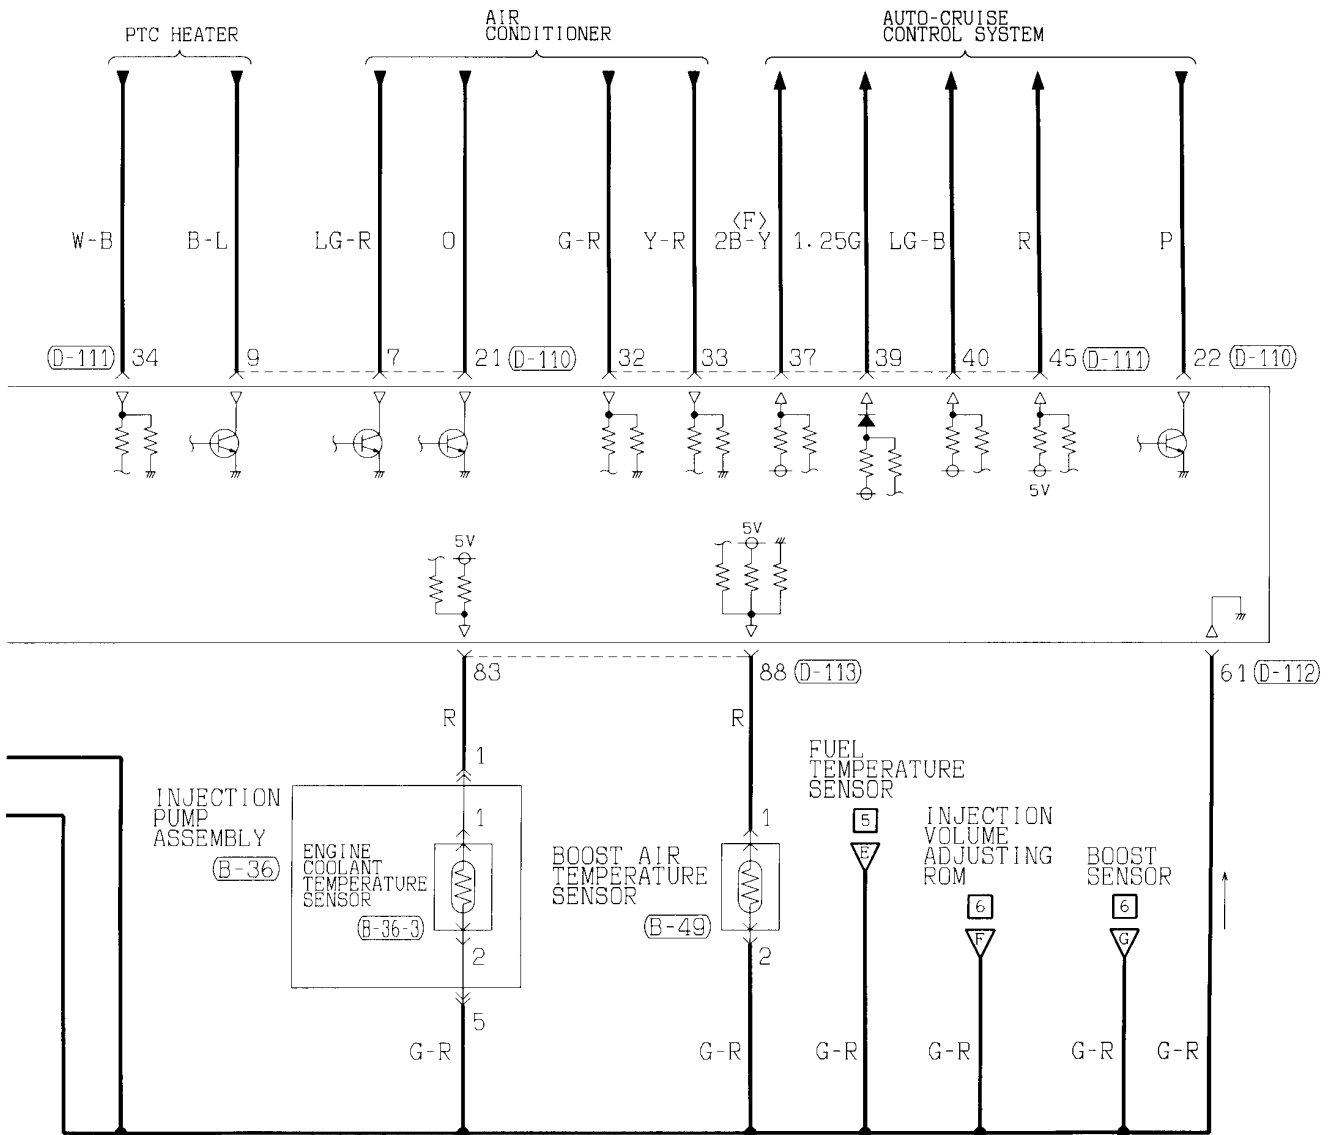 PTC HEATER
AIR
CONDITIONER
AUTO-CRUISE
CONTROL SYSTEM
W-B
B-L
LG-R
O
G-R
Y-R
<F>
2B-Y
1.25G
LG-B
R
P
D-111
34
9
7
21
D-110
32
33
37
39
40
45
D-111
22
D-110
5V
5V
5V
83
88
D-113
61
D-112
R
R
1
INJECTION
PUMP
ASSEMBLY
B-36
1
ENGINE
COOLANT
TEMPERATURE
SENSOR
B-36-3
2
5
BOOST AIR
TEMPERATURE
SENSOR
B-49
1
2
FUEL
TEMPERATURE
SENSOR
5
E
INJECTION
VOLUME
ADJUSTING
ROM
6
F
BOOST
SENSOR
6
G
G-R
G-R
G-R
G-R
G-R
G-R